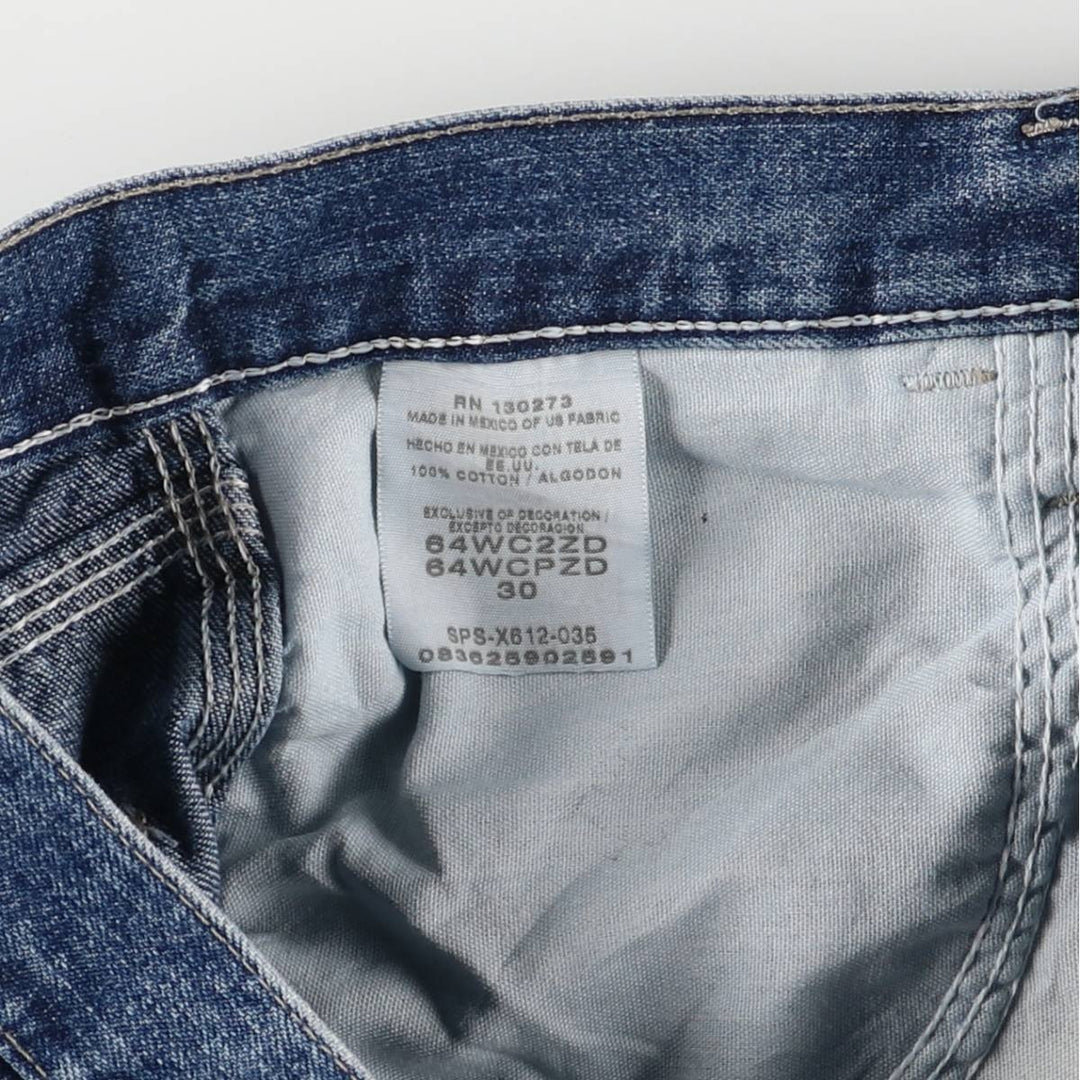 RN 130273
MADE IN MEXICO OF US FABRIC
HECHO EN MEXICO CON TELA DE
EE.UU.
100% COTTON / ALGODON
EXCLUSIVE OF DECORATION /
EXCEPTO DECORACION
64WC2ZD
64WCPZD
30
SPS-X612-035
083626902691